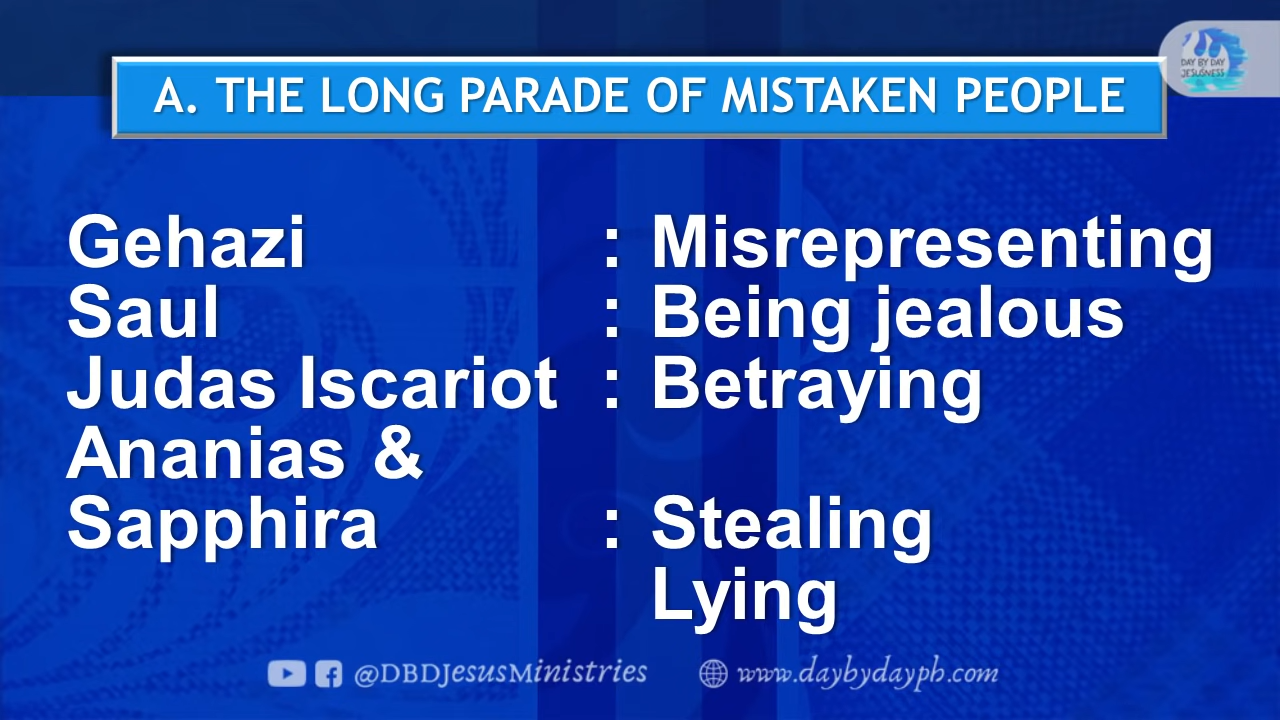 A. THE LONG PARADE OF MISTAKEN PEOPLE
DAY BY DAY
JESUSNESS
Gehazi : Misrepresenting
Saul : Being jealous
Judas Iscariot : Betraying
Ananias &
Sapphira : Stealing
Lying
@DBDJesusMinistries www.daybydayph.com